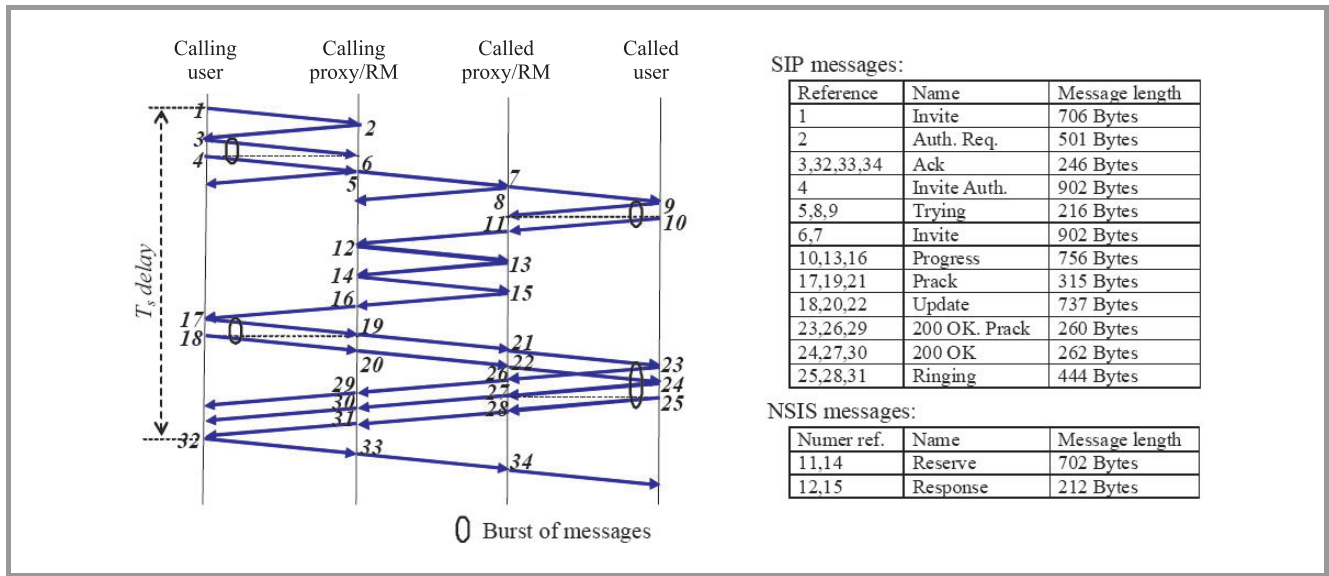 Calling user
Calling proxy/RM
Called proxy/RM
Called user
1
2
3
4
5
6
7
8
9
10
11
12
13
14
15
16
17
18
19
20
21
22
23
24
25
26
27
28
29
30
31
32
33
34
Ts delay
Burst of messages
SIP messages:
Reference Name Message length
1 Invite 706 Bytes
2 Auth. Req. 501 Bytes
3,32,33,34 Ack 246 Bytes
4 Invite Auth. 902 Bytes
5,8,9 Trying 216 Bytes
6,7 Invite 902 Bytes
10,13,16 Progress 756 Bytes
17,19,21 Prack 315 Bytes
18,20,22 Update 737 Bytes
23,26,29 200 OK. Prack 260 Bytes
24,27,30 200 OK 262 Bytes
25,28,31 Ringing 444 Bytes
NSIS messages:
Numer ref. Name Message length
11,14 Reserve 702 Bytes
12,15 Response 212 Bytes